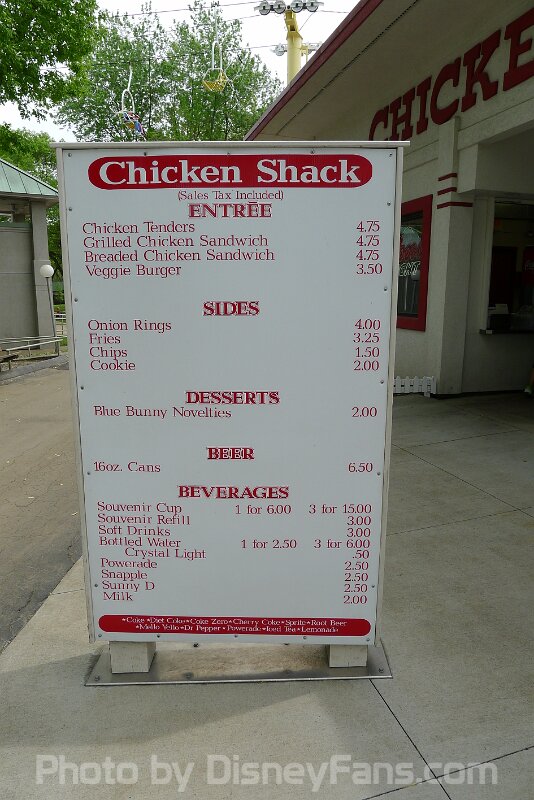 CHICKE
Chicken Shack
(Sales Tax Included)
ENTREE
Chicken Tenders 4.75
Grilled Chicken Sandwich 4.75
Breaded Chicken Sandwich 4.75
Veggie Burger 3.50
SIDES
Onion Rings 4.00
Fries 3.25
Chips 1.50
Cookie 2.00
DESSERTS
Blue Bunny Novelties 2.00
BEER
16oz. Cans 6.50
BEVERAGES
Souvenir Cup 1 for 6.00 3 for 15.00
Souvenir Refill 3.00
Soft Drinks 3.00
Bottled Water 1 for 2.50 3 for 6.00
Crystal Light .50
Powerade 2.50
Snapple 2.50
Sunny D 2.50
Milk 2.00
*Coke *Diet Coke*Coke Zero*Cherry Coke*Sprite*Root Beer
*Mello Yello*Dr Pepper*Powerade*Iced Tea*Lemonade
Photo by DisneyFans.com